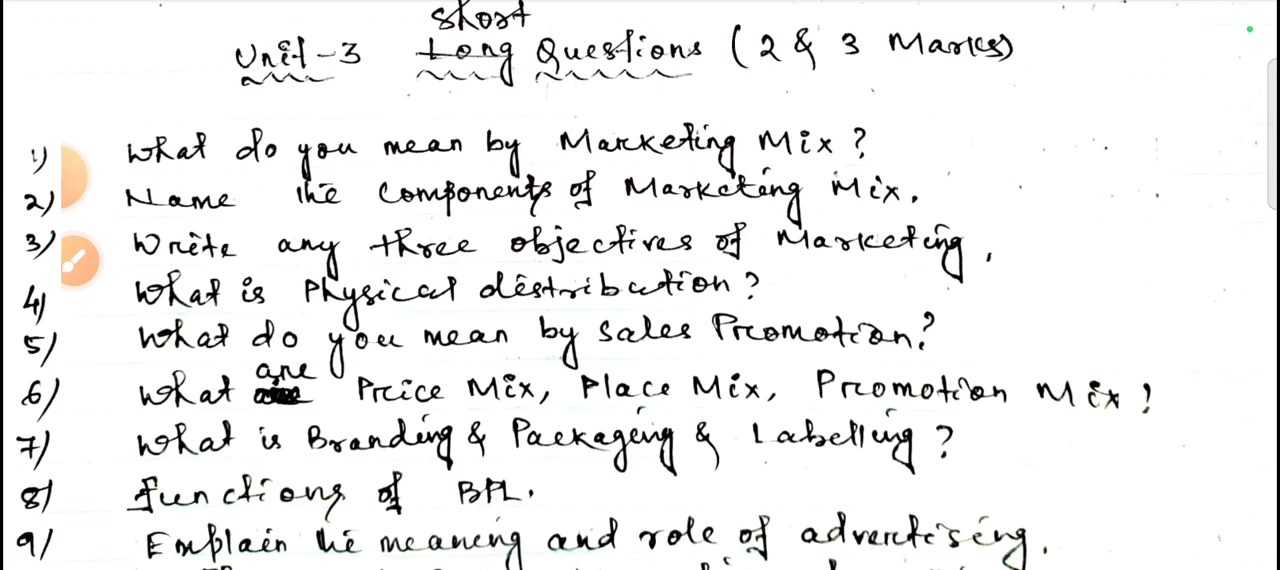 Short
Unit-3 Long Questions (2 & 3 Marks)
1) What do you mean by Marketing Mix?
2) Name the components of Marketing Mix.
3) Write any three objectives of Marketing.
4) What is Physical distribution?
5) What do you mean by Sales Promotion?
6) What are Price Mix, Place Mix, Promotion Mix?
7) What is Branding & Packaging & Labelling?
8) functions of BPL.
9) Explain the meaning and role of advertising.